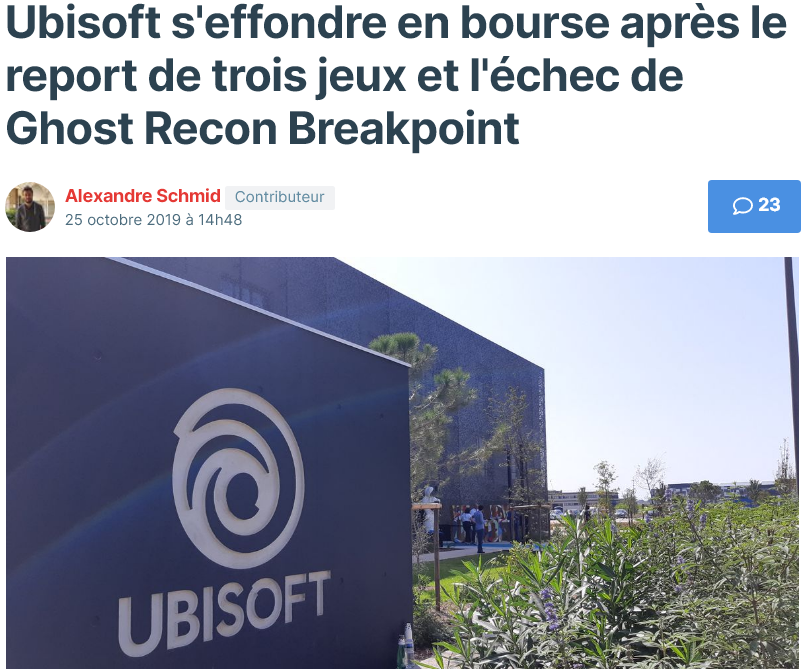 Ubisoft s'effondre en bourse après le
report de trois jeux et l'échec de
Ghost Recon Breakpoint
Alexandre Schmid Contributeur
25 octobre 2019 à 14h48
23
UBISOFT